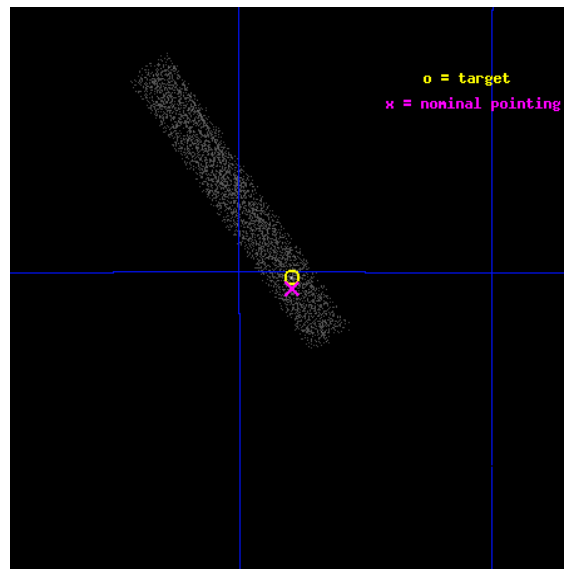 o = target
x = nominal pointing